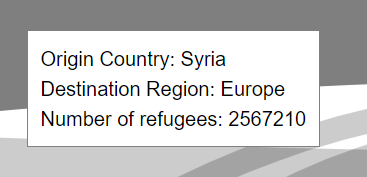 Origin Country: Syria
Destination Region: Europe
Number of refugees: 2567210